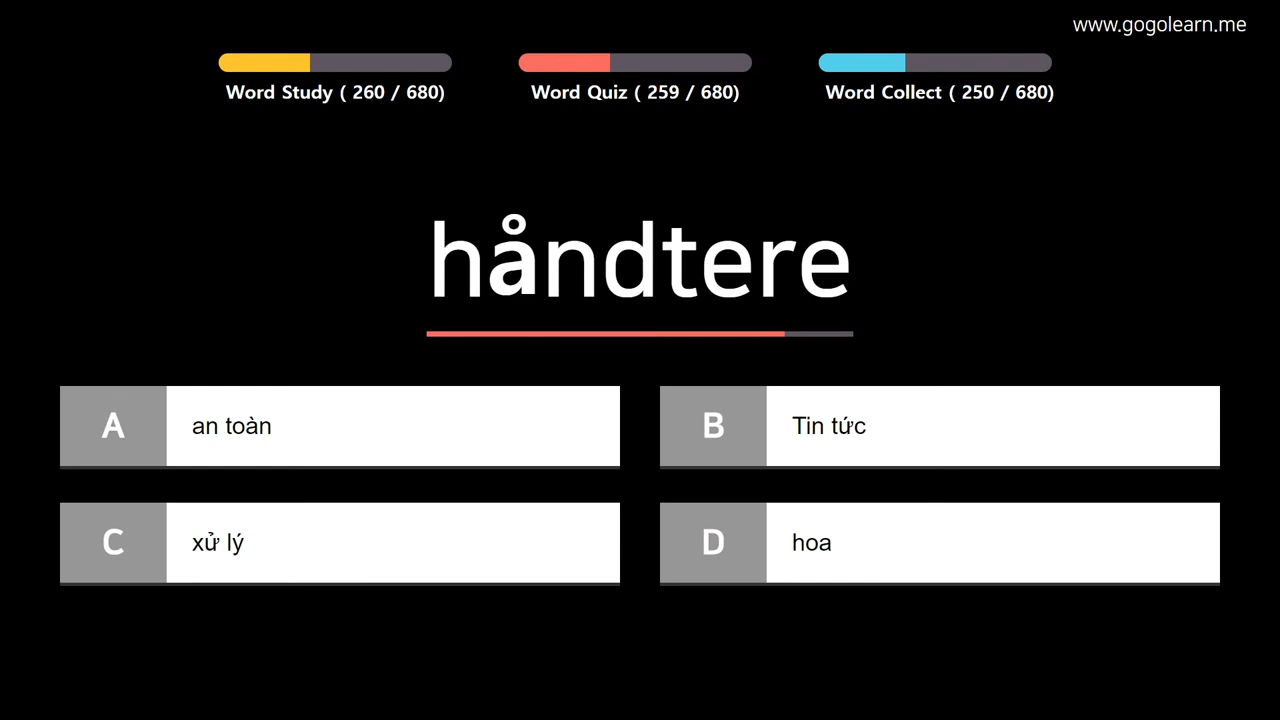 www.gogolearn.me
Word Study ( 260 / 680)
Word Quiz ( 259 / 680)
Word Collect ( 250 / 680)
håndtere
A an toàn
B Tin tức
C xử lý
D hoa